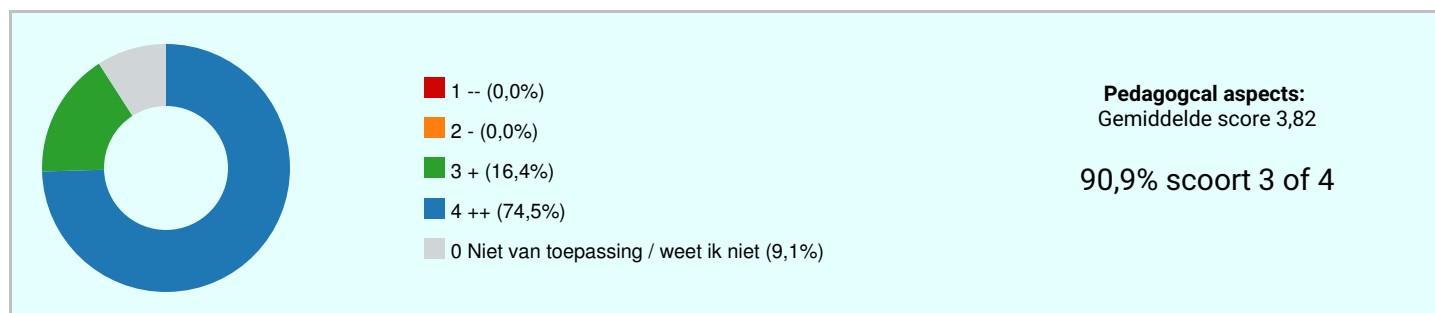 1 -- (0,0%)
2 - (0,0%)
3 + (16,4%)
4 ++ (74,5%)
0 Niet van toepassing / weet ik niet (9,1%)
Pedagogcal aspects:
Gemiddelde score 3,82
90,9% scoort 3 of 4